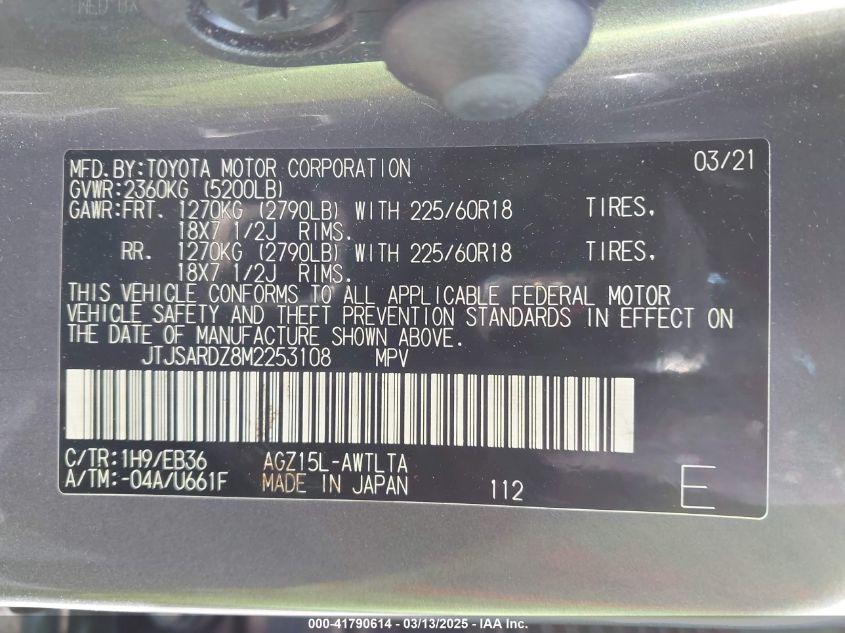 MFD.BY:TOYOTA MOTOR CORPORATION 03/21
GVWR:2360KG (5200LB)
GAWR:FRT. 1270KG (2790LB) WITH 225/60R18 TIRES.
18X7 1/2J RIMS.
RR. 1270KG (2790LB) WITH 225/60R18 TIRES.
18X7 1/2J RIMS.
THIS VEHICLE CONFORMS TO ALL APPLICABLE FEDERAL MOTOR
VEHICLE SAFETY AND THEFT PREVENTION STANDARDS IN EFFECT ON
THE DATE OF MANUFACTURE SHOWN ABOVE.
JTJSARDZ8M2253108 MPV
C/TR:1H9/EB36 AGZ15L-AWTLTA
A/TM:-04A/U661F MADE IN JAPAN 112 E
000-41790614 - 03/13/2025 - IAA Inc.